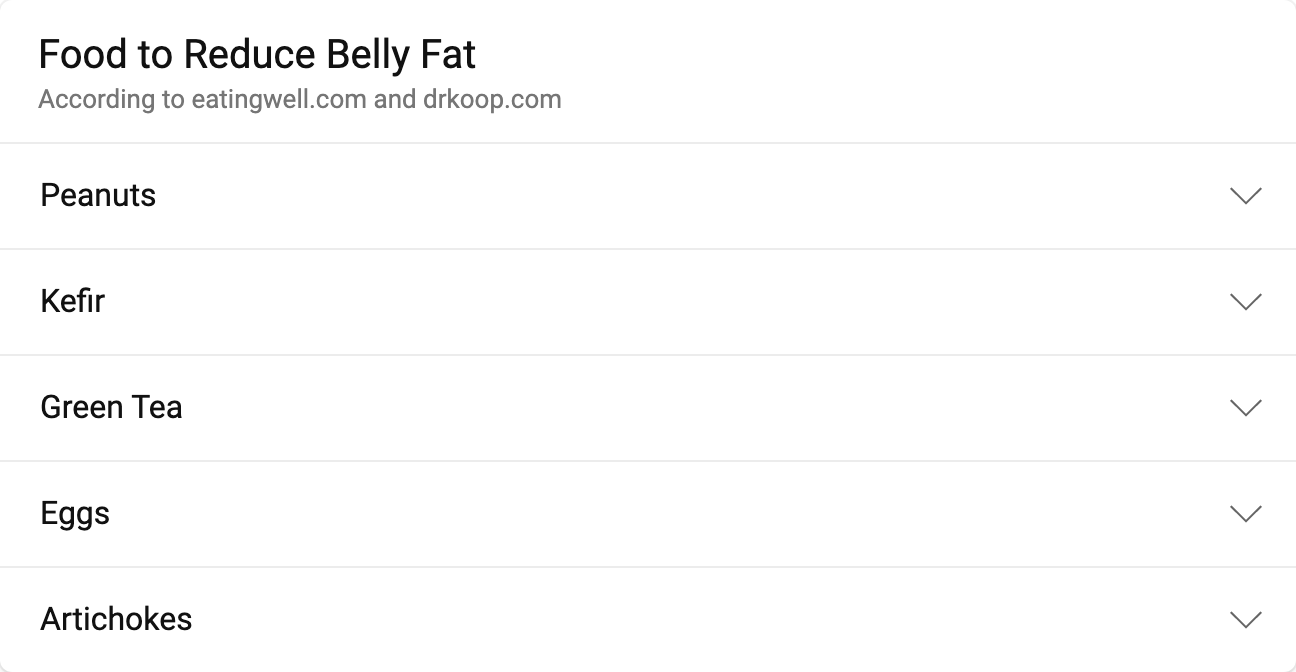 Food to Reduce Belly Fat
According to eatingwell.com and drkoop.com
Peanuts
Kefir
Green Tea
Eggs
Artichokes